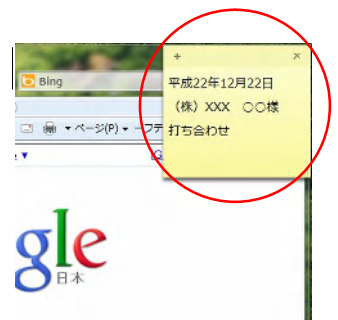 + ×
Bing
平成22年12月22日
(株)XXX ○○様
ページ(P)▼
打ち合わせ
gle
日本